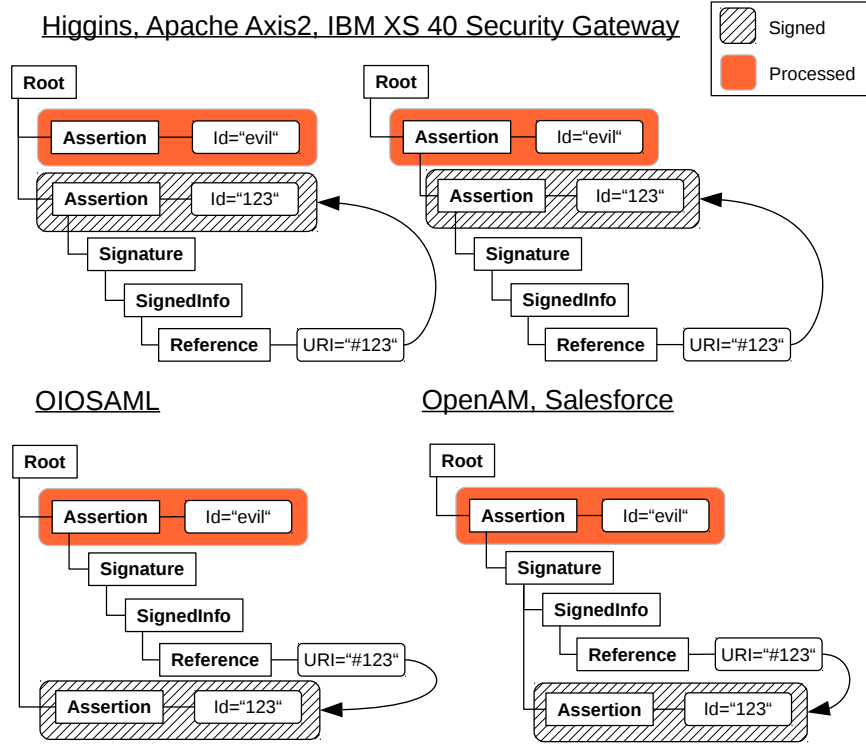 Higgins, Apache Axis2, IBM XS 40 Security Gateway
Signed
Processed
Root
Assertion Id=“evil“
Assertion Id=“123“
Signature
SignedInfo
Reference URI=“#123“
Root
Assertion Id=“evil“
Assertion Id=“123“
Signature
SignedInfo
Reference URI=“#123“
OIOSAML
Root
Assertion Id=“evil“
Signature
SignedInfo
Reference URI=“#123“
Assertion Id=“123“
OpenAM, Salesforce
Root
Assertion Id=“evil“
Signature
SignedInfo
Reference URI=“#123“
Assertion Id=“123“